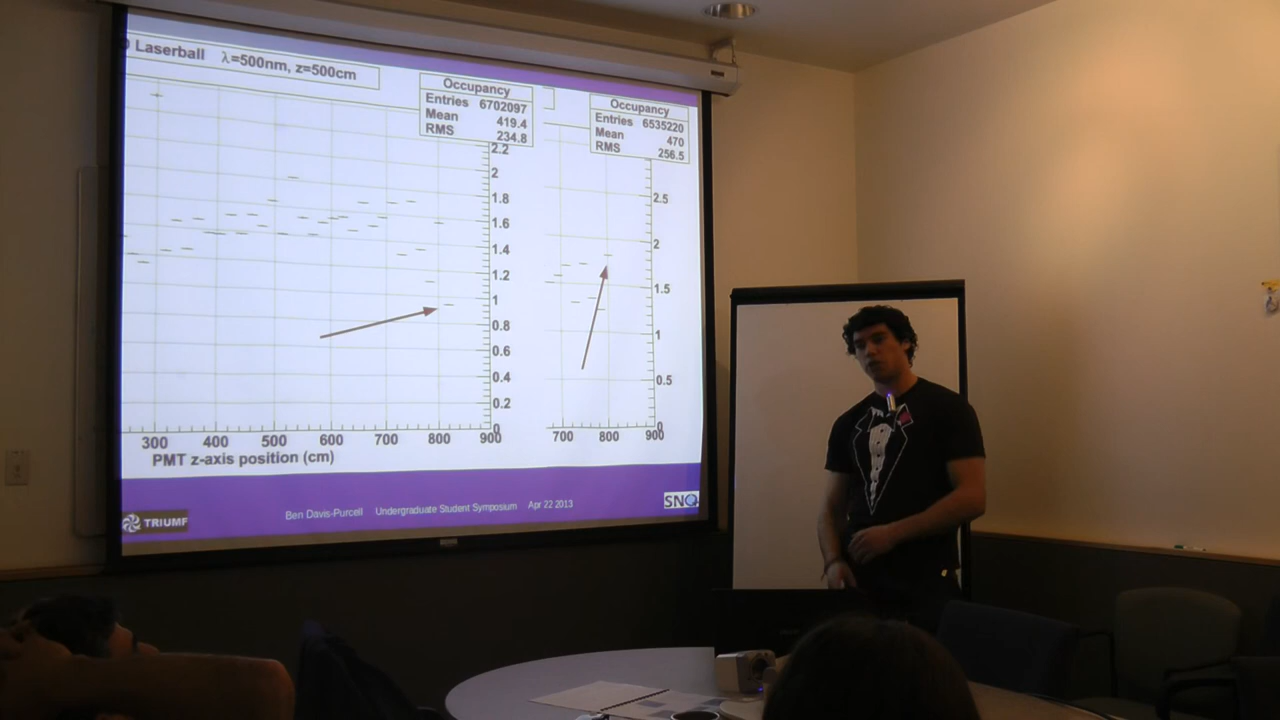 Laserball λ=500nm, z=500cm
Occupancy
Entries 6702097
Mean 419.4
RMS 234.8
Occupancy
Entries 6535220
Mean 470
RMS 256.5
2.2
2
1.8
1.6
1.4
1.2
1
0.8
0.6
0.4
0.2
0
2.5
2
1.5
1
0.5
0
300 400 500 600 700 800 900
700 800 900
PMT z-axis position (cm)
TRIUMF
Ben Davis-Purcell Undergraduate Student Symposium Apr 22 2013
SNO